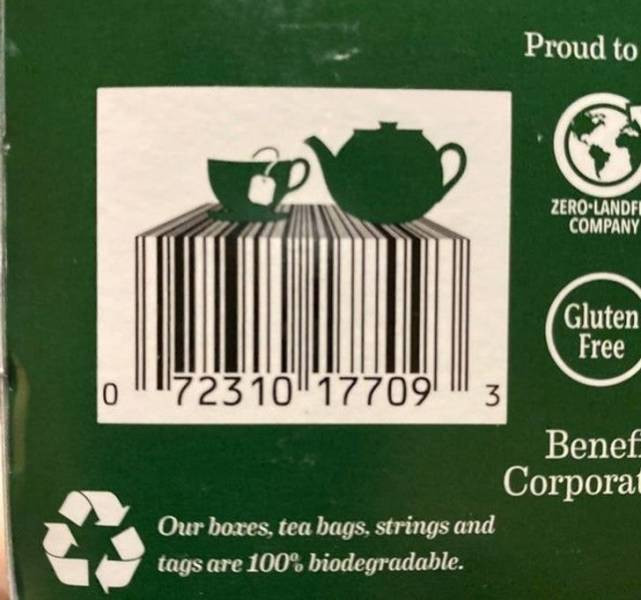 Proud to
ZERO•LANDF
COMPANY
Gluten
Free
0 72310 17709 3
Benef
Corporat
Our boxes, tea bags, strings and
tags are 100% biodegradable.